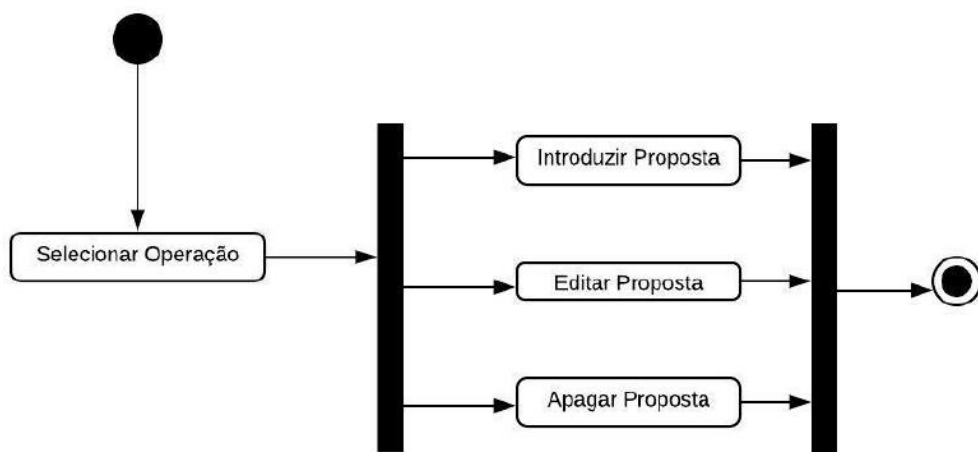 Introduzir Proposta
Selecionar Operação
Editar Proposta
Apagar Proposta